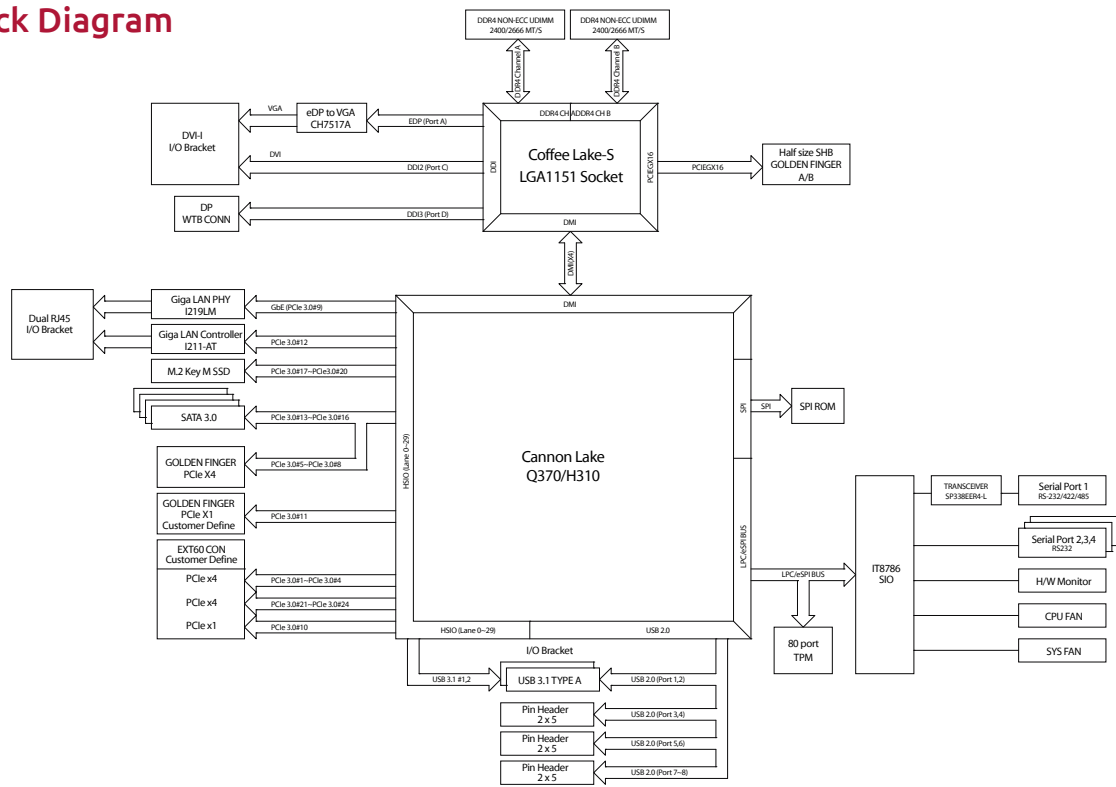 ck Diagram
DDR4 NON-ECC UDIMM
2400/2666 MT/S
DDR4 NON-ECC UDIMM
2400/2666 MT/S
DDR4 Channel A
DDR4 Channel B
DVI-I
I/O Bracket
VGA
eDP to VGA
CH7517A
EDP (Port A)
DVI
DDI2 (Port C)
DP
WTB CONN
DDI3 (Port D)
DDR4 CH A
DDR4 CH B
DDI
Coffee Lake-S
LGA1151 Socket
PCIEGX16
DMI
PCIEGX16
Half size SHB
GOLDEN FINGER
A/B
DMI(X4)
Dual RJ45
I/O Bracket
Giga LAN PHY
I219LM
GbE (PCIe 3.0#9)
Giga LAN Controller
I211-AT
PCIe 3.0#12
M.2 Key M SSD
PCIe 3.0#17~PCIe3.0#20
SATA 3.0
PCIe 3.0#13~PCIe 3.0#16
GOLDEN FINGER
PCIe X4
PCIe 3.0#5~PCIe 3.0#8
GOLDEN FINGER
PCIe X1
Customer Define
PCIe 3.0#11
EXT60 CON
Customer Define
PCIe x4
PCIe 3.0#1~PCIe 3.0#4
PCIe x4
PCIe 3.0#21~PCIe 3.0#24
PCIe x1
PCIe 3.0#10
DMI
HSIO (Lane 0~29)
Cannon Lake
Q370/H310
SPI
LPC/eSPI BUS
HSIO (Lane 0~29)
USB 2.0
SPI
SPI ROM
LPC/eSPI BUS
80 port
TPM
IT8786
SIO
TRANSCEIVER
SP338EER4-L
Serial Port 1
RS-232/422/485
Serial Port 2,3,4
RS232
H/W Monitor
CPU FAN
SYS FAN
I/O Bracket
USB 3.1 #1,2
USB 3.1 TYPE A
USB 2.0 (Port 1,2)
Pin Header
2 x 5
USB 2.0 (Port 3,4)
Pin Header
2 x 5
USB 2.0 (Port 5,6)
Pin Header
2 x 5
USB 2.0 (Port 7~8)